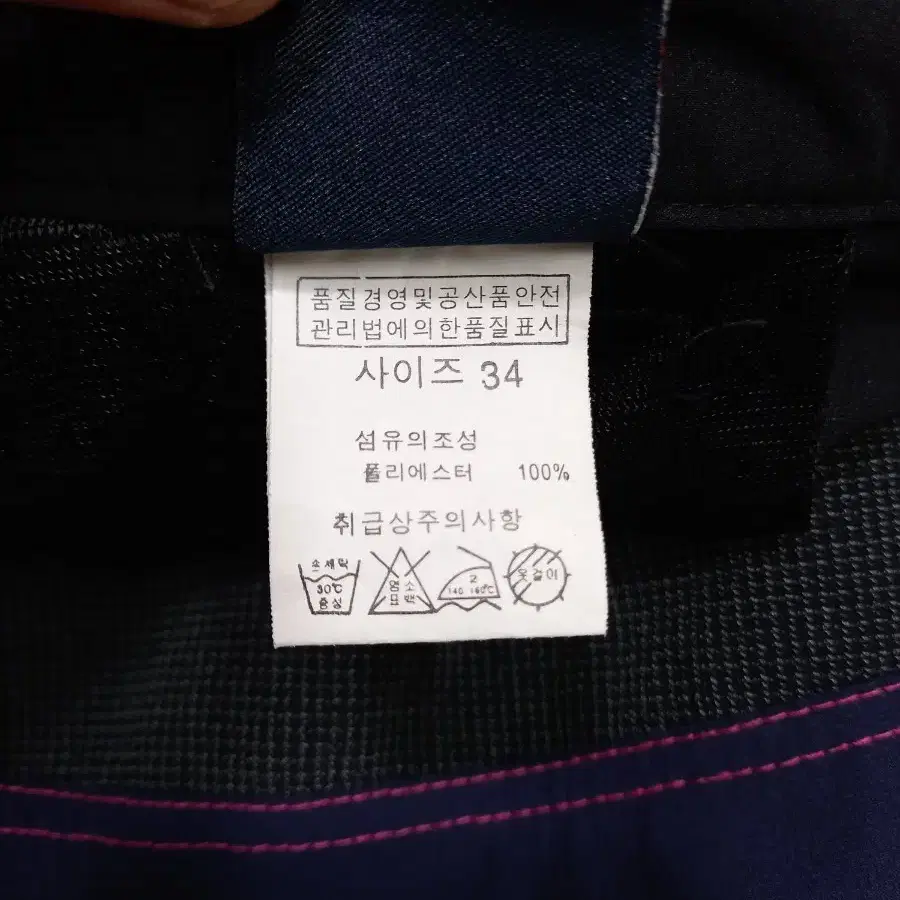 품질경영및공산품안전
관리법에의한품질표시
사이즈 34
섬유의조성
폴리에스터 100%
취급상주의사항
손세탁
30℃
중성
염소
표백
2
140 160℃
옷걸이